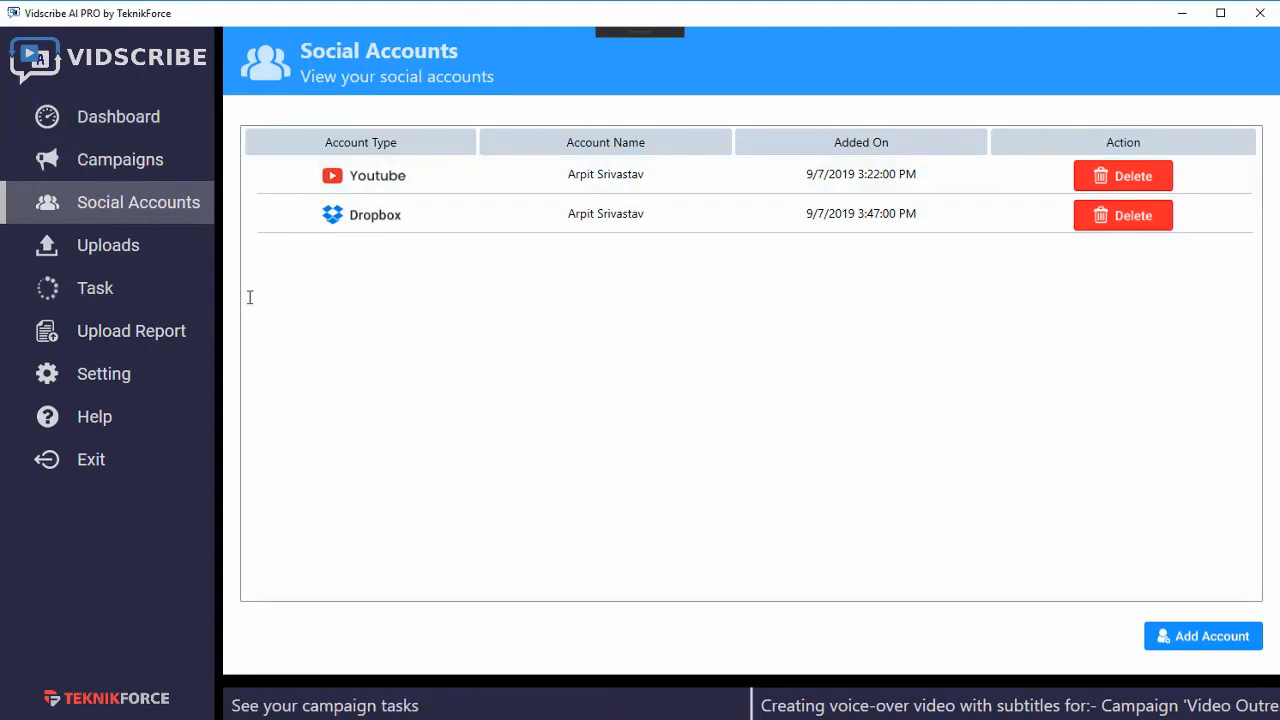 Vidscribe AI PRO by TeknikForce
VIDSCRIBE
Dashboard
Campaigns
Social Accounts
Uploads
Task
Upload Report
Setting
Help
Exit
TEKNIKFORCE
Social Accounts
View your social accounts
Account Type Account Name Added On Action
Youtube Arpit Srivastav 9/7/2019 3:22:00 PM Delete
Dropbox Arpit Srivastav 9/7/2019 3:47:00 PM Delete
Add Account
See your campaign tasks
Creating voice-over video with subtitles for:- Campaign 'Video Outre